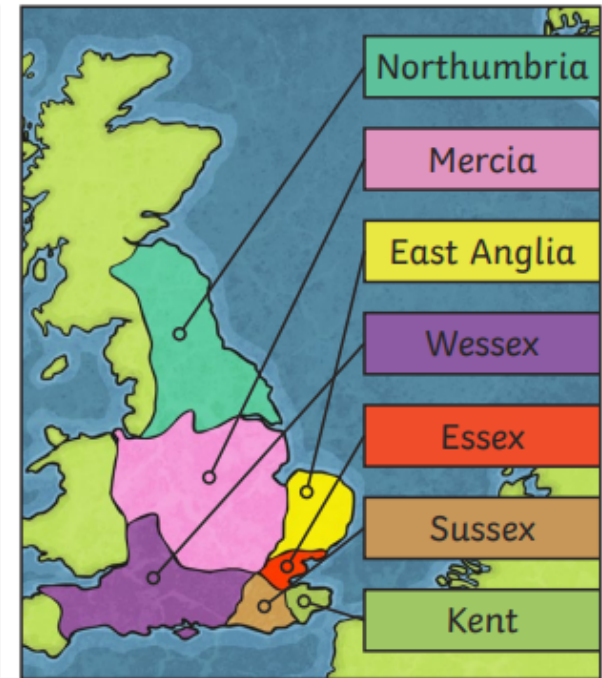 Northumbria
Mercia
East Anglia
Wessex
Essex
Sussex
Kent